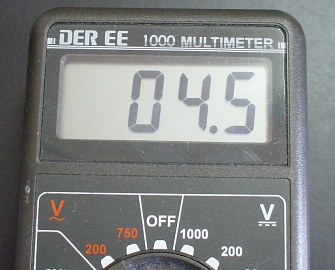 DER EE 1000 MULTIMETER
04.5
V OFF V
200 750 1000 200